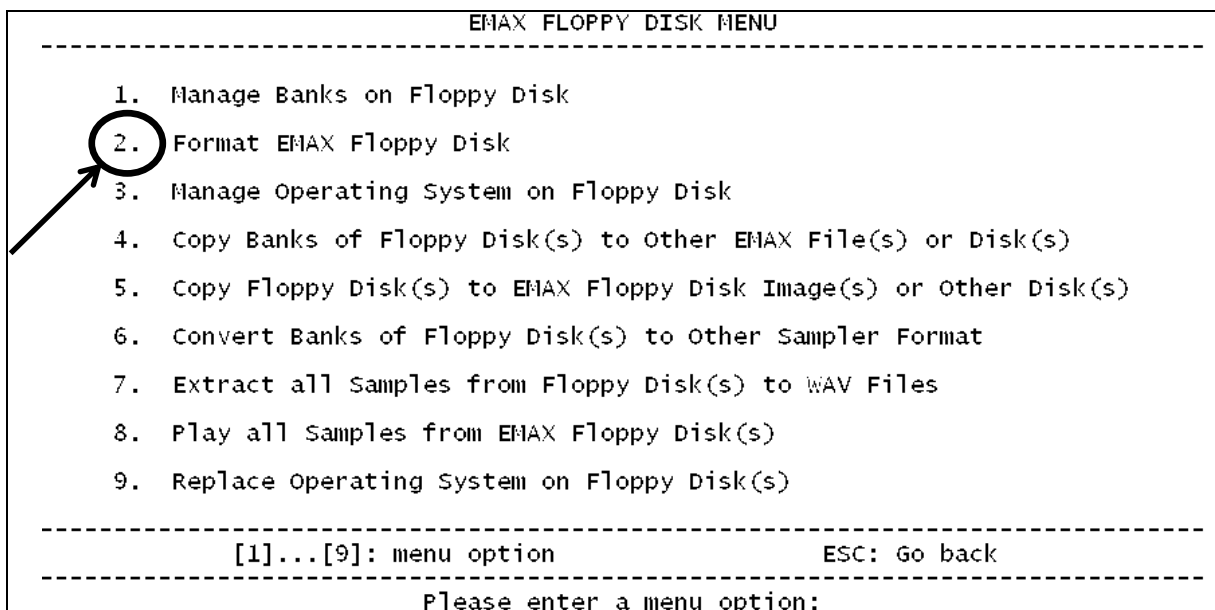 EMAX FLOPPY DISK MENU
--------------------------------------------------------------------------------
1. Manage Banks on Floppy Disk
2. Format EMAX Floppy Disk
3. Manage Operating System on Floppy Disk
4. Copy Banks of Floppy Disk(s) to Other EMAX File(s) or Disk(s)
5. Copy Floppy Disk(s) to EMAX Floppy Disk Image(s) or Other Disk(s)
6. Convert Banks of Floppy Disk(s) to Other Sampler Format
7. Extract all Samples from Floppy Disk(s) to WAV Files
8. Play all Samples from EMAX Floppy Disk(s)
9. Replace Operating System on Floppy Disk(s)
--------------------------------------------------------------------------------
[1]...[9]: menu option ESC: Go back
--------------------------------------------------------------------------------
Please enter a menu option: